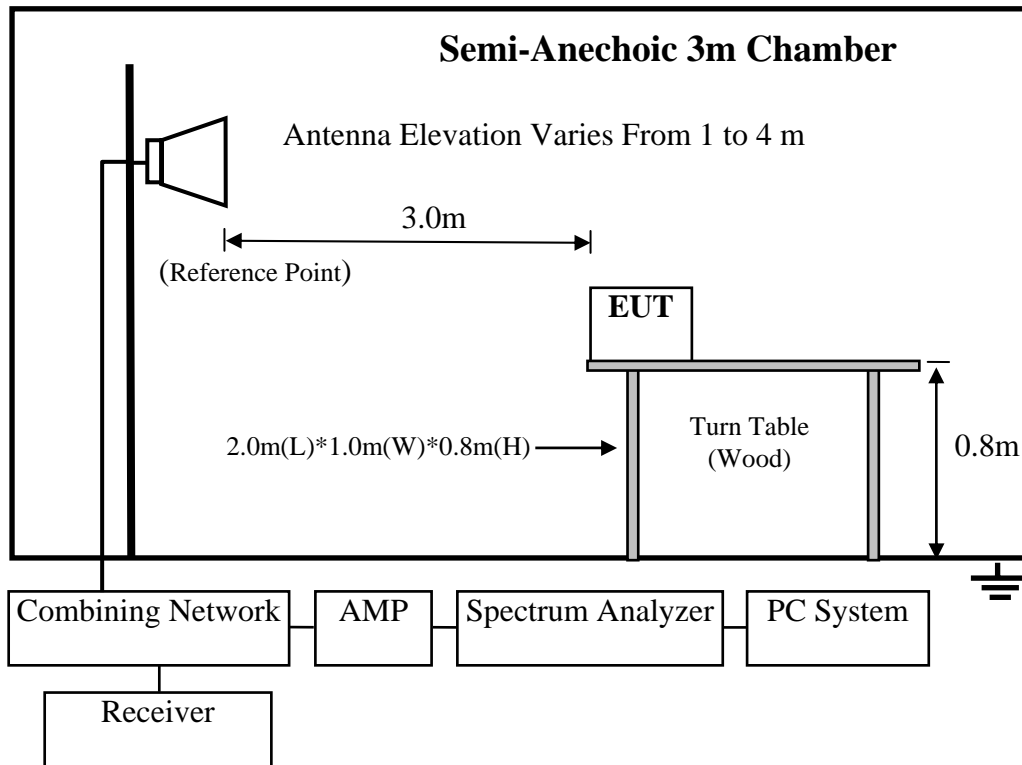 Semi-Anechoic 3m Chamber
Antenna Elevation Varies From 1 to 4 m
3.0m
(Reference Point)
EUT
2.0m(L)*1.0m(W)*0.8m(H)
Turn Table
(Wood)
0.8m
Combining Network
AMP
Spectrum Analyzer
PC System
Receiver